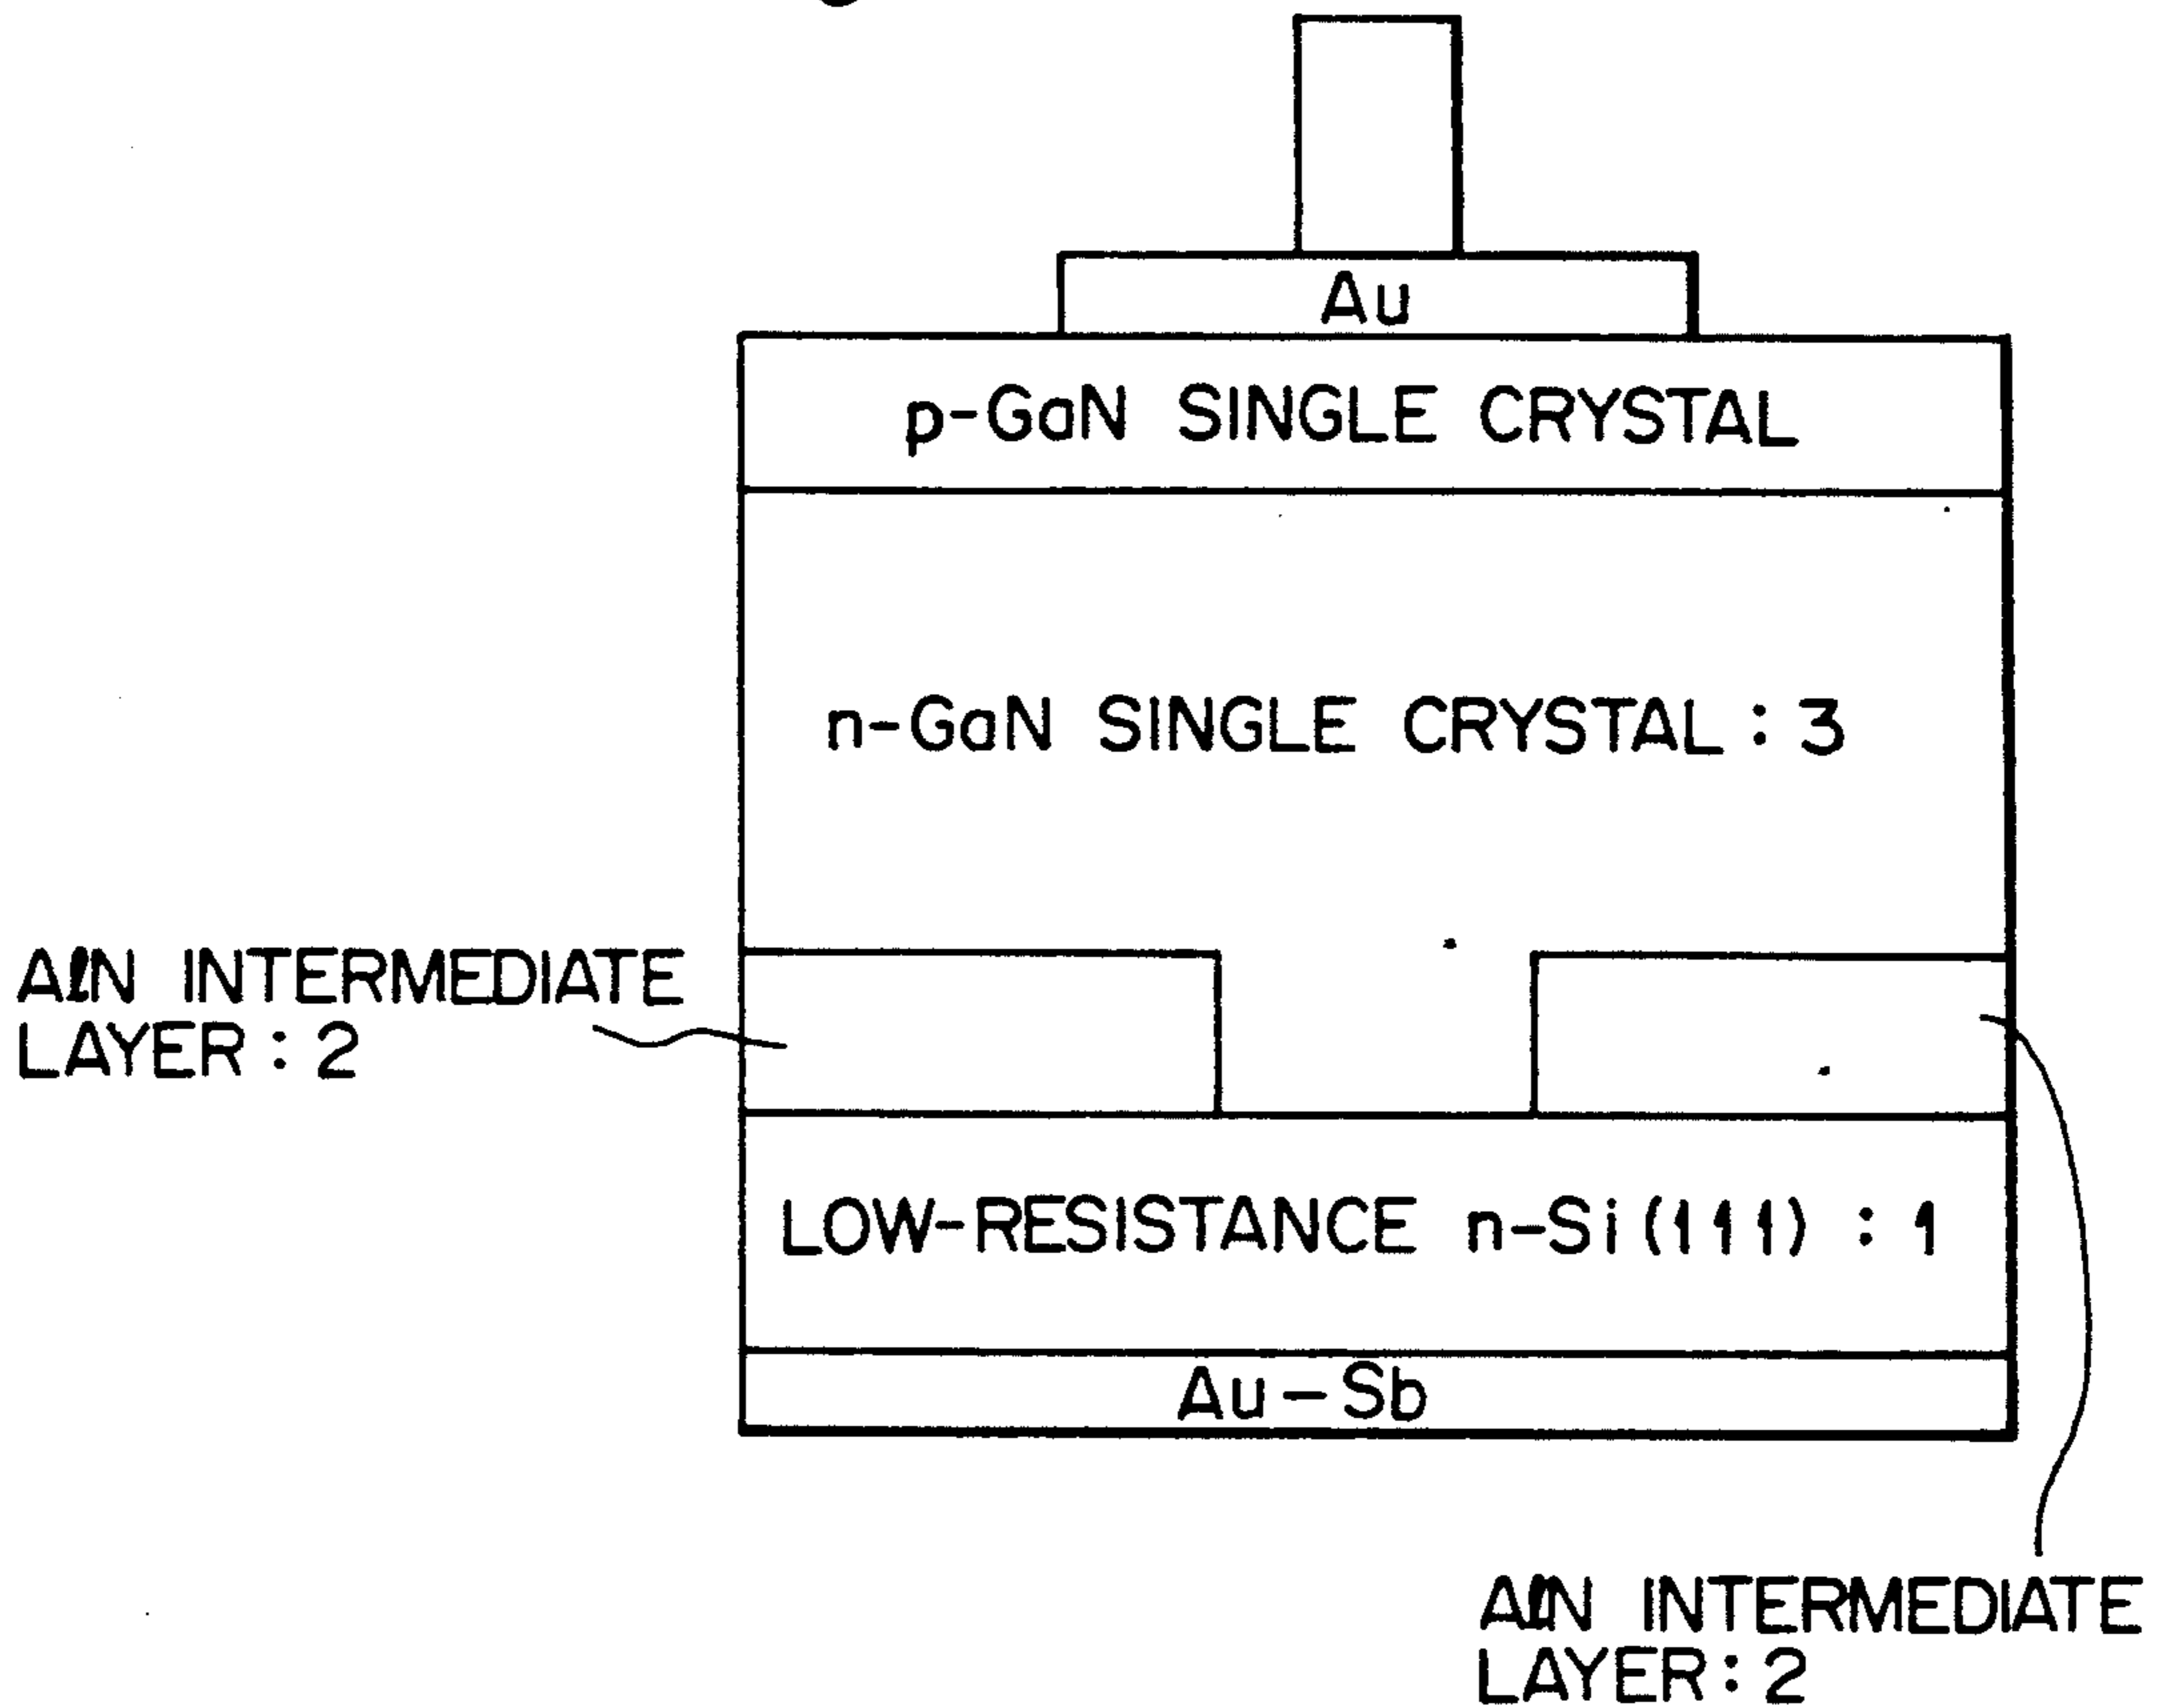 Au
p-GaN SINGLE CRYSTAL
n-GaN SINGLE CRYSTAL : 3
AlN INTERMEDIATE
LAYER : 2
LOW-RESISTANCE n-Si(111) : 1
Au-Sb
AlN INTERMEDIATE
LAYER : 2